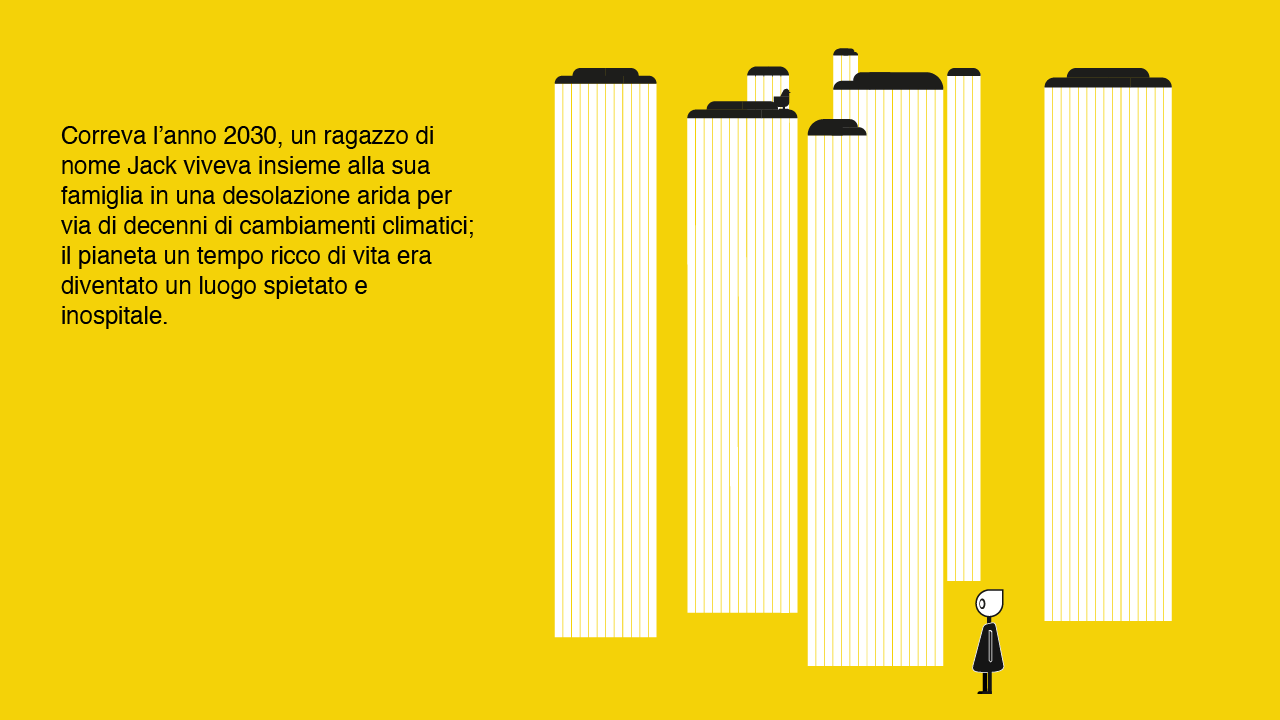 Correva l’anno 2030, un ragazzo di
nome Jack viveva insieme alla sua
famiglia in una desolazione arida per
via di decenni di cambiamenti climatici;
il pianeta un tempo ricco di vita era
diventato un luogo spietato e
inospitale.